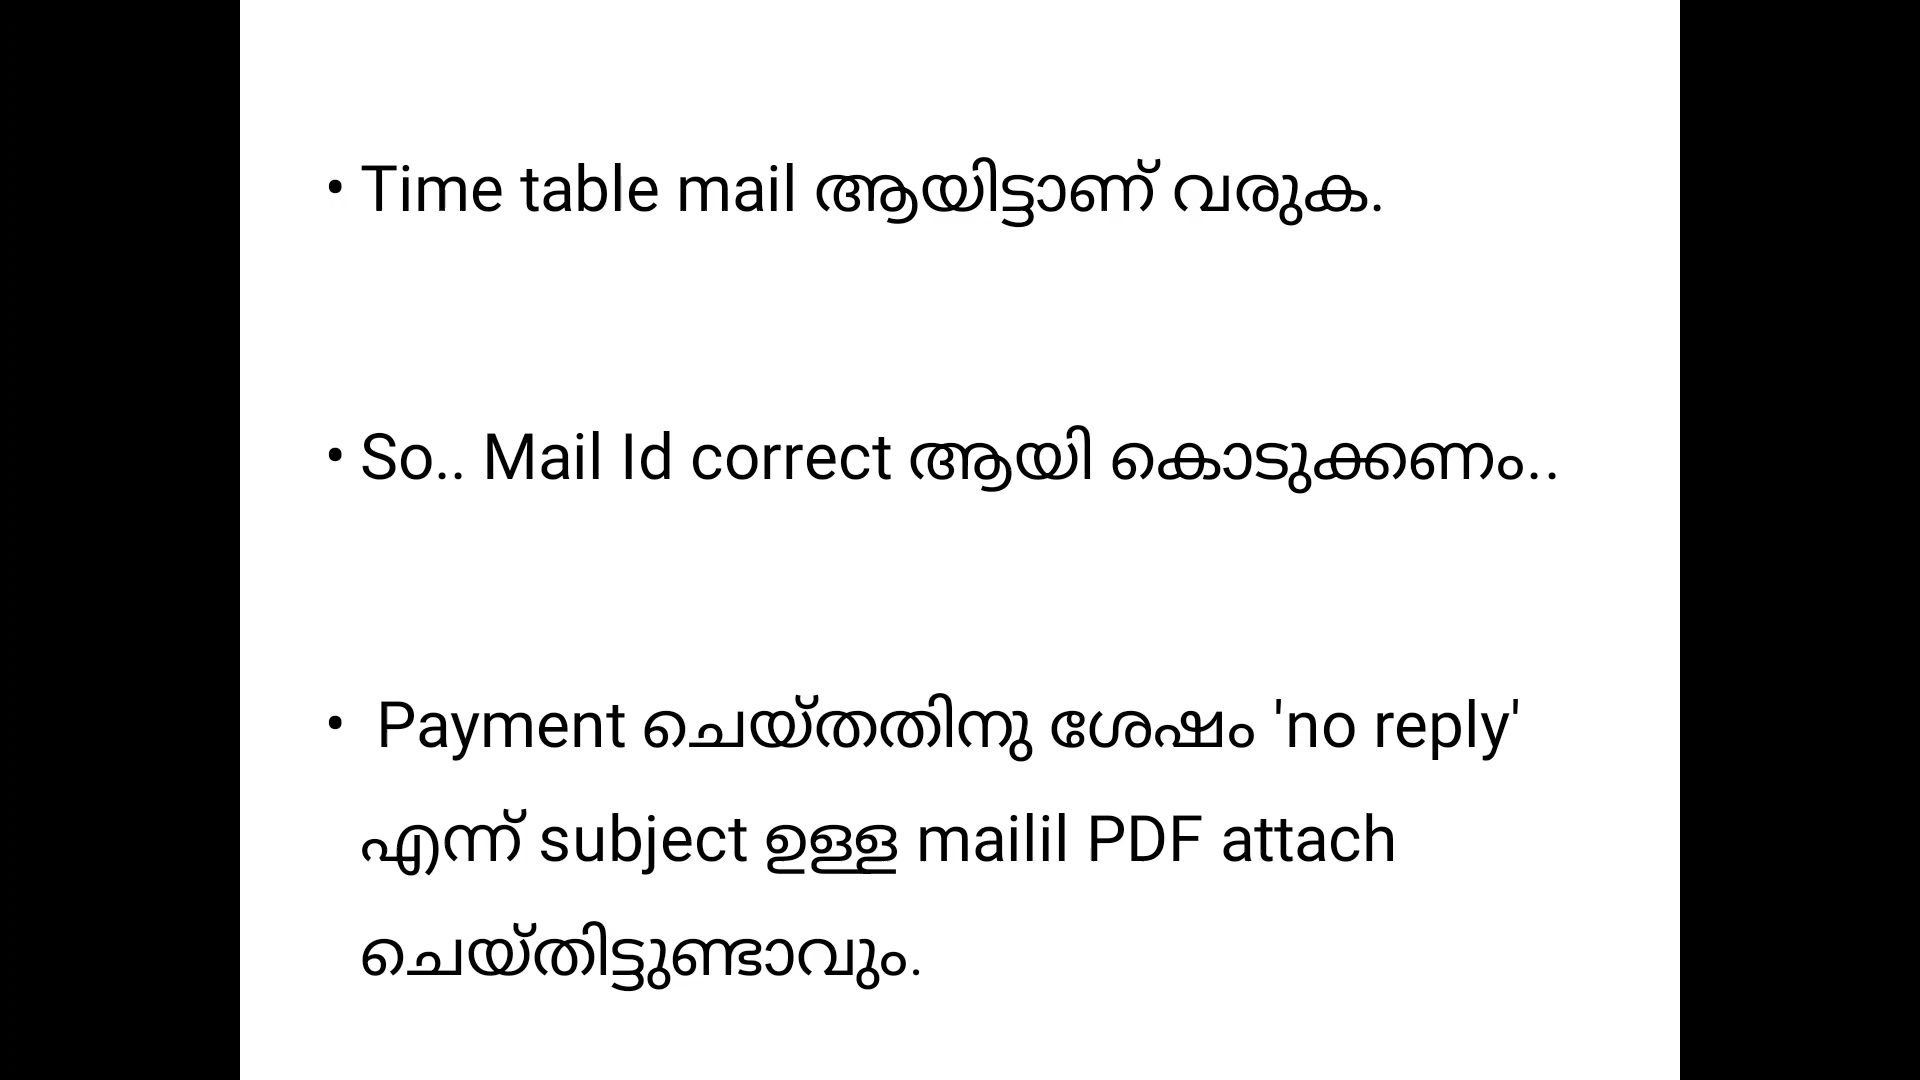 • Time table mail ആയിട്ടാണ് വരുക.
• So.. Mail Id correct ആയി കൊടുക്കണം..
• Payment ചെയ്തതിനു ശേഷം 'no reply'
എന്ന് subject ഉള്ള mailil PDF attach
ചെയ്തിട്ടുണ്ടാവും.